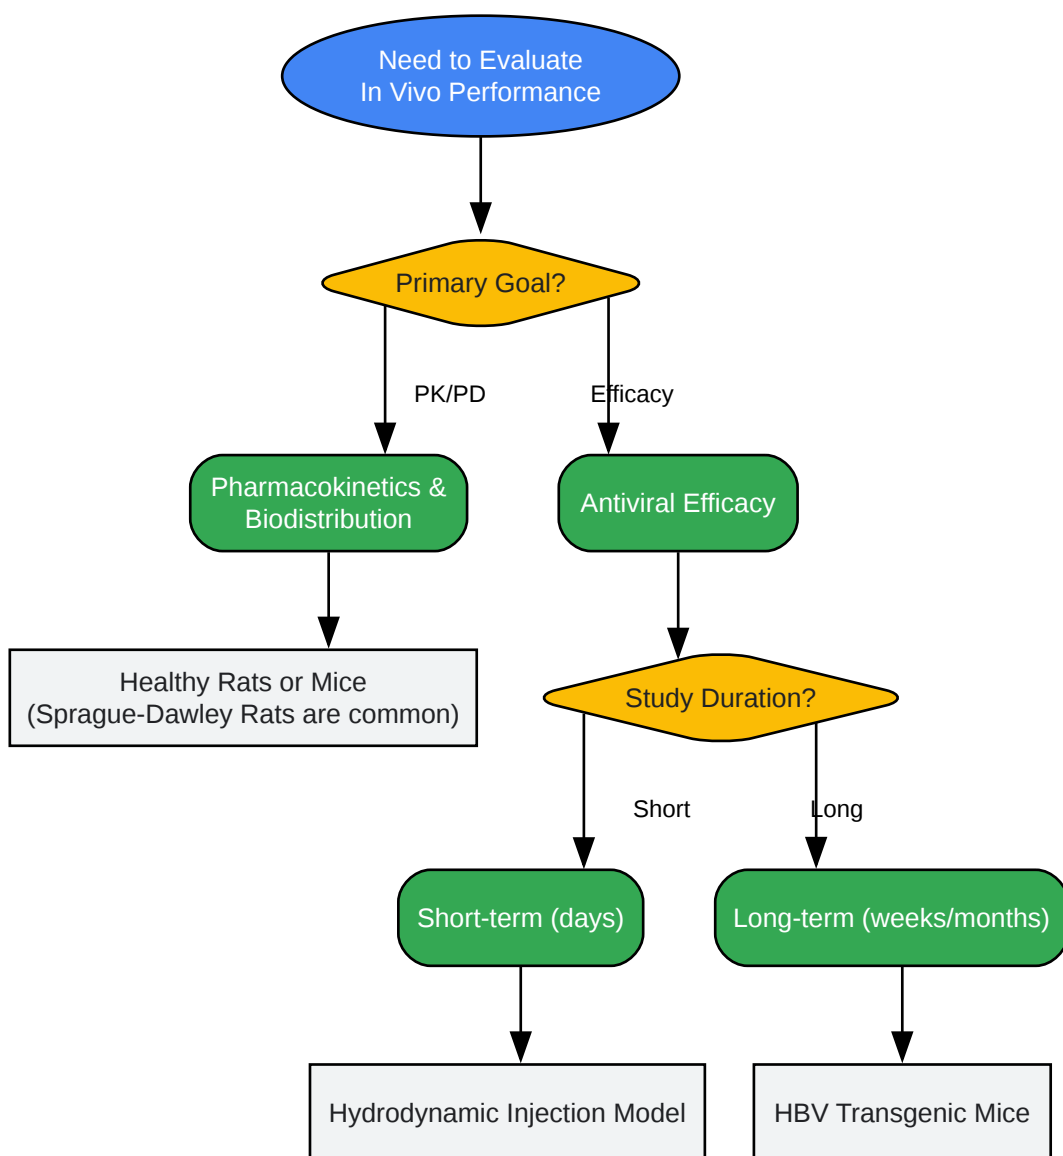 Need to Evaluate
In Vivo Performance
Primary Goal?
PK/PD
Efficacy
Pharmacokinetics &
Biodistribution
Antiviral Efficacy
Healthy Rats or Mice
(Sprague-Dawley Rats are common)
Study Duration?
Short
Long
Short-term (days)
Long-term (weeks/months)
Hydrodynamic Injection Model
HBV Transgenic Mice